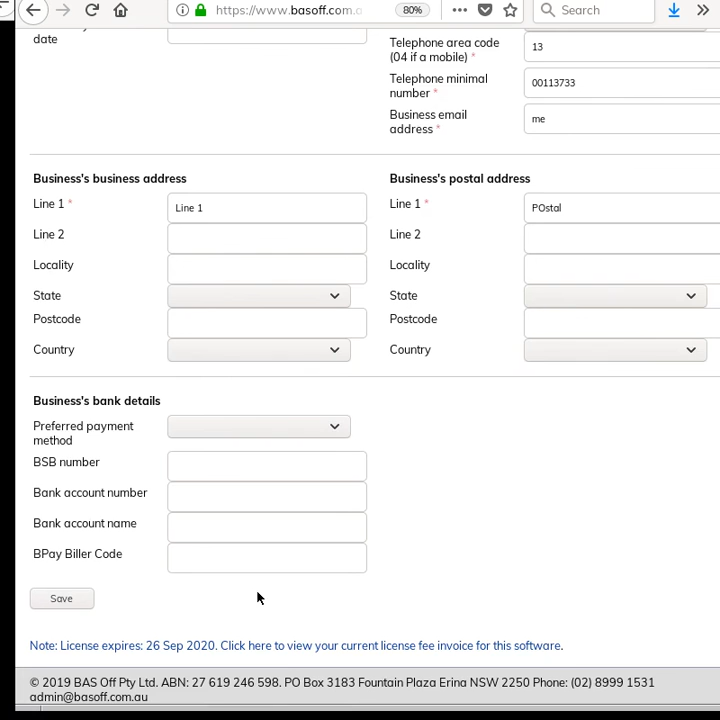 https://www.basoff.com.a
80%
Search
date
Telephone area code
(04 if a mobile) *
13
Telephone minimal
number *
00113733
Business email
address *
me
Business's business address
Line 1 *
Line 1
Line 2
Locality
State
Postcode
Country
Business's postal address
Line 1 *
POstal
Line 2
Locality
State
Postcode
Country
Business's bank details
Preferred payment
method
BSB number
Bank account number
Bank account name
BPay Biller Code
Save
Note: License expires: 26 Sep 2020. Click here to view your current license fee invoice for this software.
© 2019 BAS Off Pty Ltd. ABN: 27 619 246 598. PO Box 3183 Fountain Plaza Erina NSW 2250 Phone: (02) 8999 1531
admin@basoff.com.au